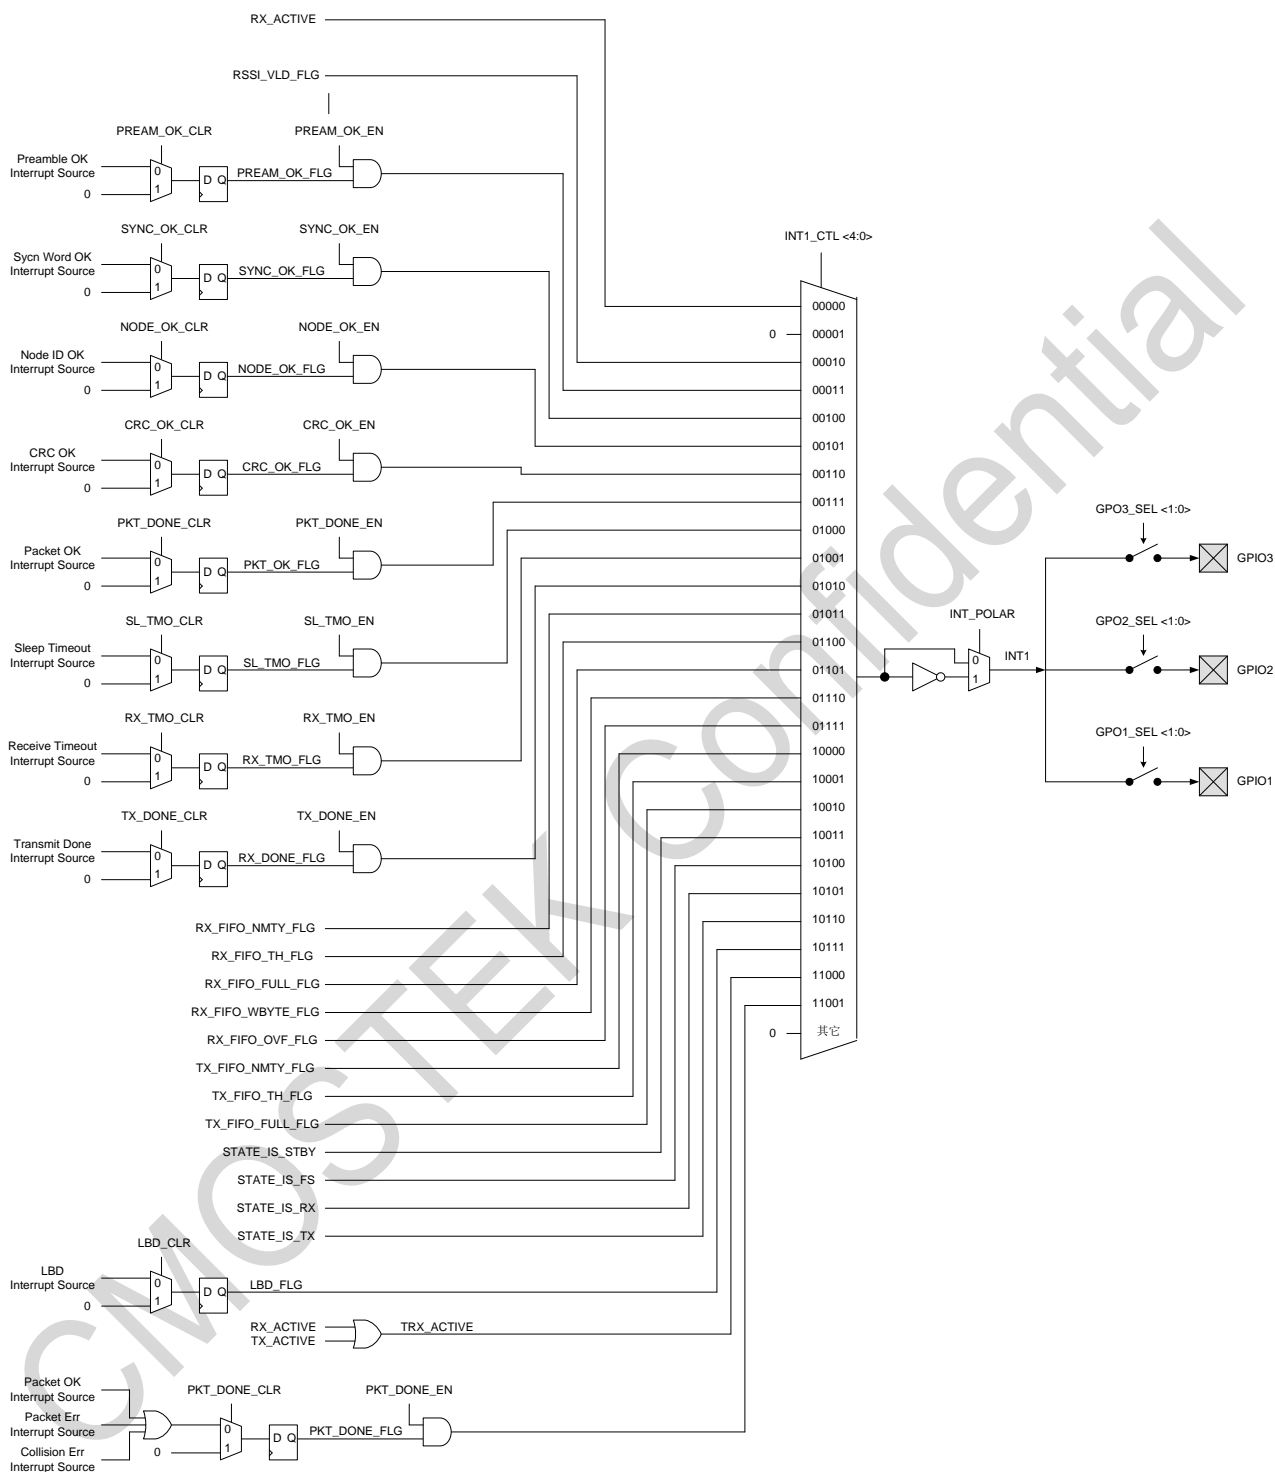 RX_ACTIVE
RSSI_VLD_FLG
PREAM_OK_CLR
PREAM_OK_EN
Preamble OK
Interrupt Source
0
0
1
D Q
PREAM_OK_FLG
SYNC_OK_CLR
SYNC_OK_EN
Sycn Word OK
Interrupt Source
0
0
1
D Q
SYNC_OK_FLG
NODE_OK_CLR
NODE_OK_EN
Node ID OK
Interrupt Source
0
0
1
D Q
NODE_OK_FLG
CRC_OK_CLR
CRC_OK_EN
CRC OK
Interrupt Source
0
0
1
D Q
CRC_OK_FLG
PKT_DONE_CLR
PKT_DONE_EN
Packet OK
Interrupt Source
0
0
1
D Q
PKT_OK_FLG
SL_TMO_CLR
SL_TMO_EN
Sleep Timeout
Interrupt Source
0
0
1
D Q
SL_TMO_FLG
RX_TMO_CLR
RX_TMO_EN
Receive Timeout
Interrupt Source
0
0
1
D Q
RX_TMO_FLG
TX_DONE_CLR
TX_DONE_EN
Transmit Done
Interrupt Source
0
0
1
D Q
RX_DONE_FLG
RX_FIFO_NMTY_FLG
RX_FIFO_TH_FLG
RX_FIFO_FULL_FLG
RX_FIFO_WBYTE_FLG
RX_FIFO_OVF_FLG
TX_FIFO_NMTY_FLG
TX_FIFO_TH_FLG
TX_FIFO_FULL_FLG
STATE_IS_STBY
STATE_IS_FS
STATE_IS_RX
STATE_IS_TX
LBD_CLR
LBD
Interrupt Source
0
0
1
D Q
LBD_FLG
RX_ACTIVE
TX_ACTIVE
TRX_ACTIVE
Packet OK
Interrupt Source
Packet Err
Interrupt Source
Collision Err
Interrupt Source
PKT_DONE_CLR
PKT_DONE_EN
0
0
1
D Q
PKT_DONE_FLG
INT1_CTL <4:0>
00000
0
00001
00010
00011
00100
00101
00110
00111
01000
01001
01010
01011
01100
01101
01110
01111
10000
10001
10010
10011
10100
10101
10110
10111
11000
11001
0
其它
INT_POLAR
0
1
INT1
GPO3_SEL <1:0>
GPIO3
GPO2_SEL <1:0>
GPIO2
GPO1_SEL <1:0>
GPIO1
CMOSTEK Confidential